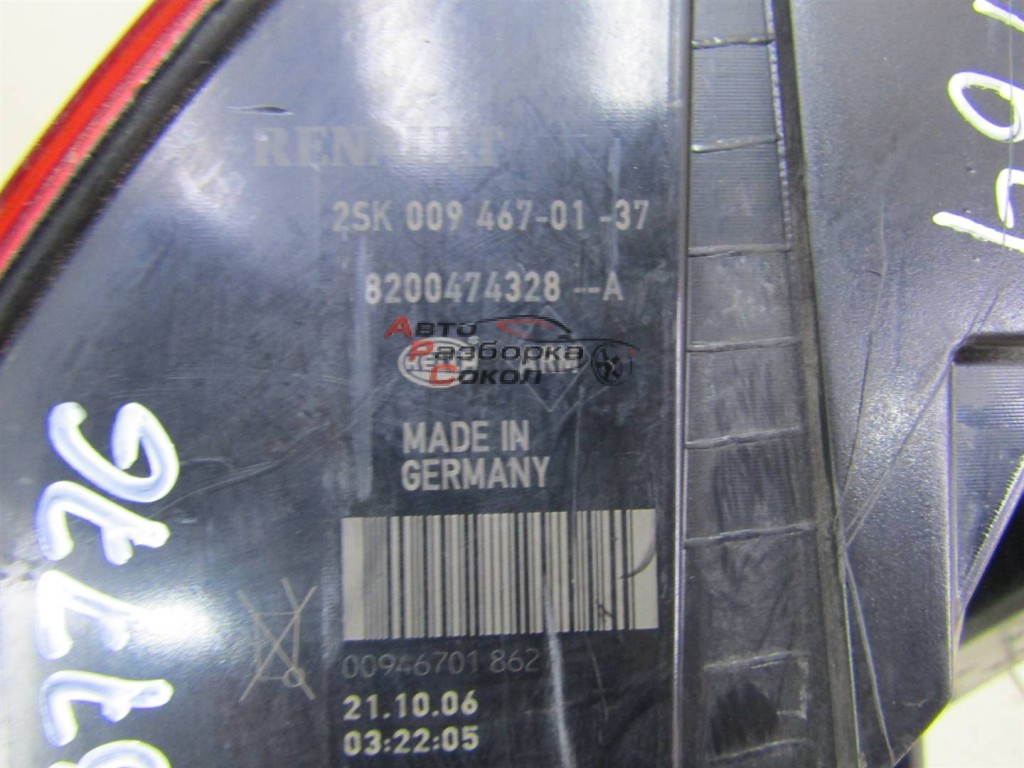 RENAULT
2SK 009 467-01 -37
8200474328 --A
Авто
Разборка
Сокол
HELLA
MADE IN
GERMANY
00946701 862
21.10.06
03:22:05